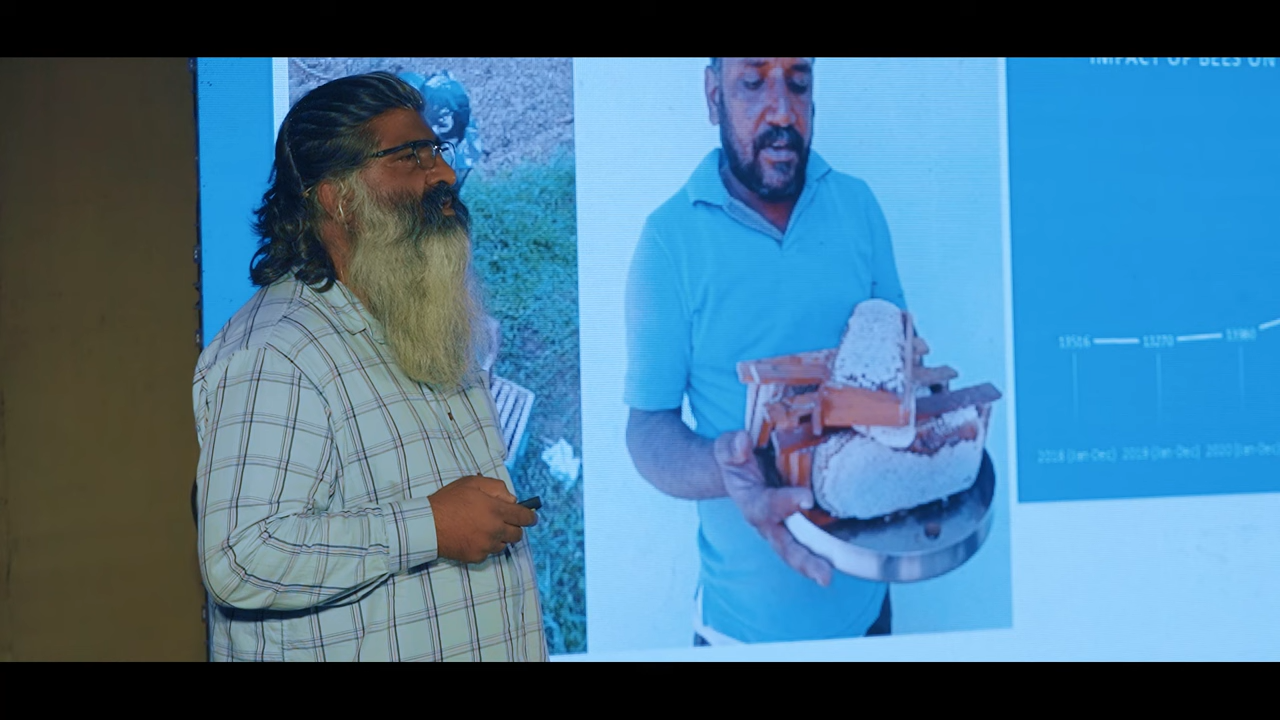 IMPACT OF BEES ON
13516 13270 13980
2018 (Jan-Dec) 2019 (Jan-Dec) 2020 (Jan-Dec)